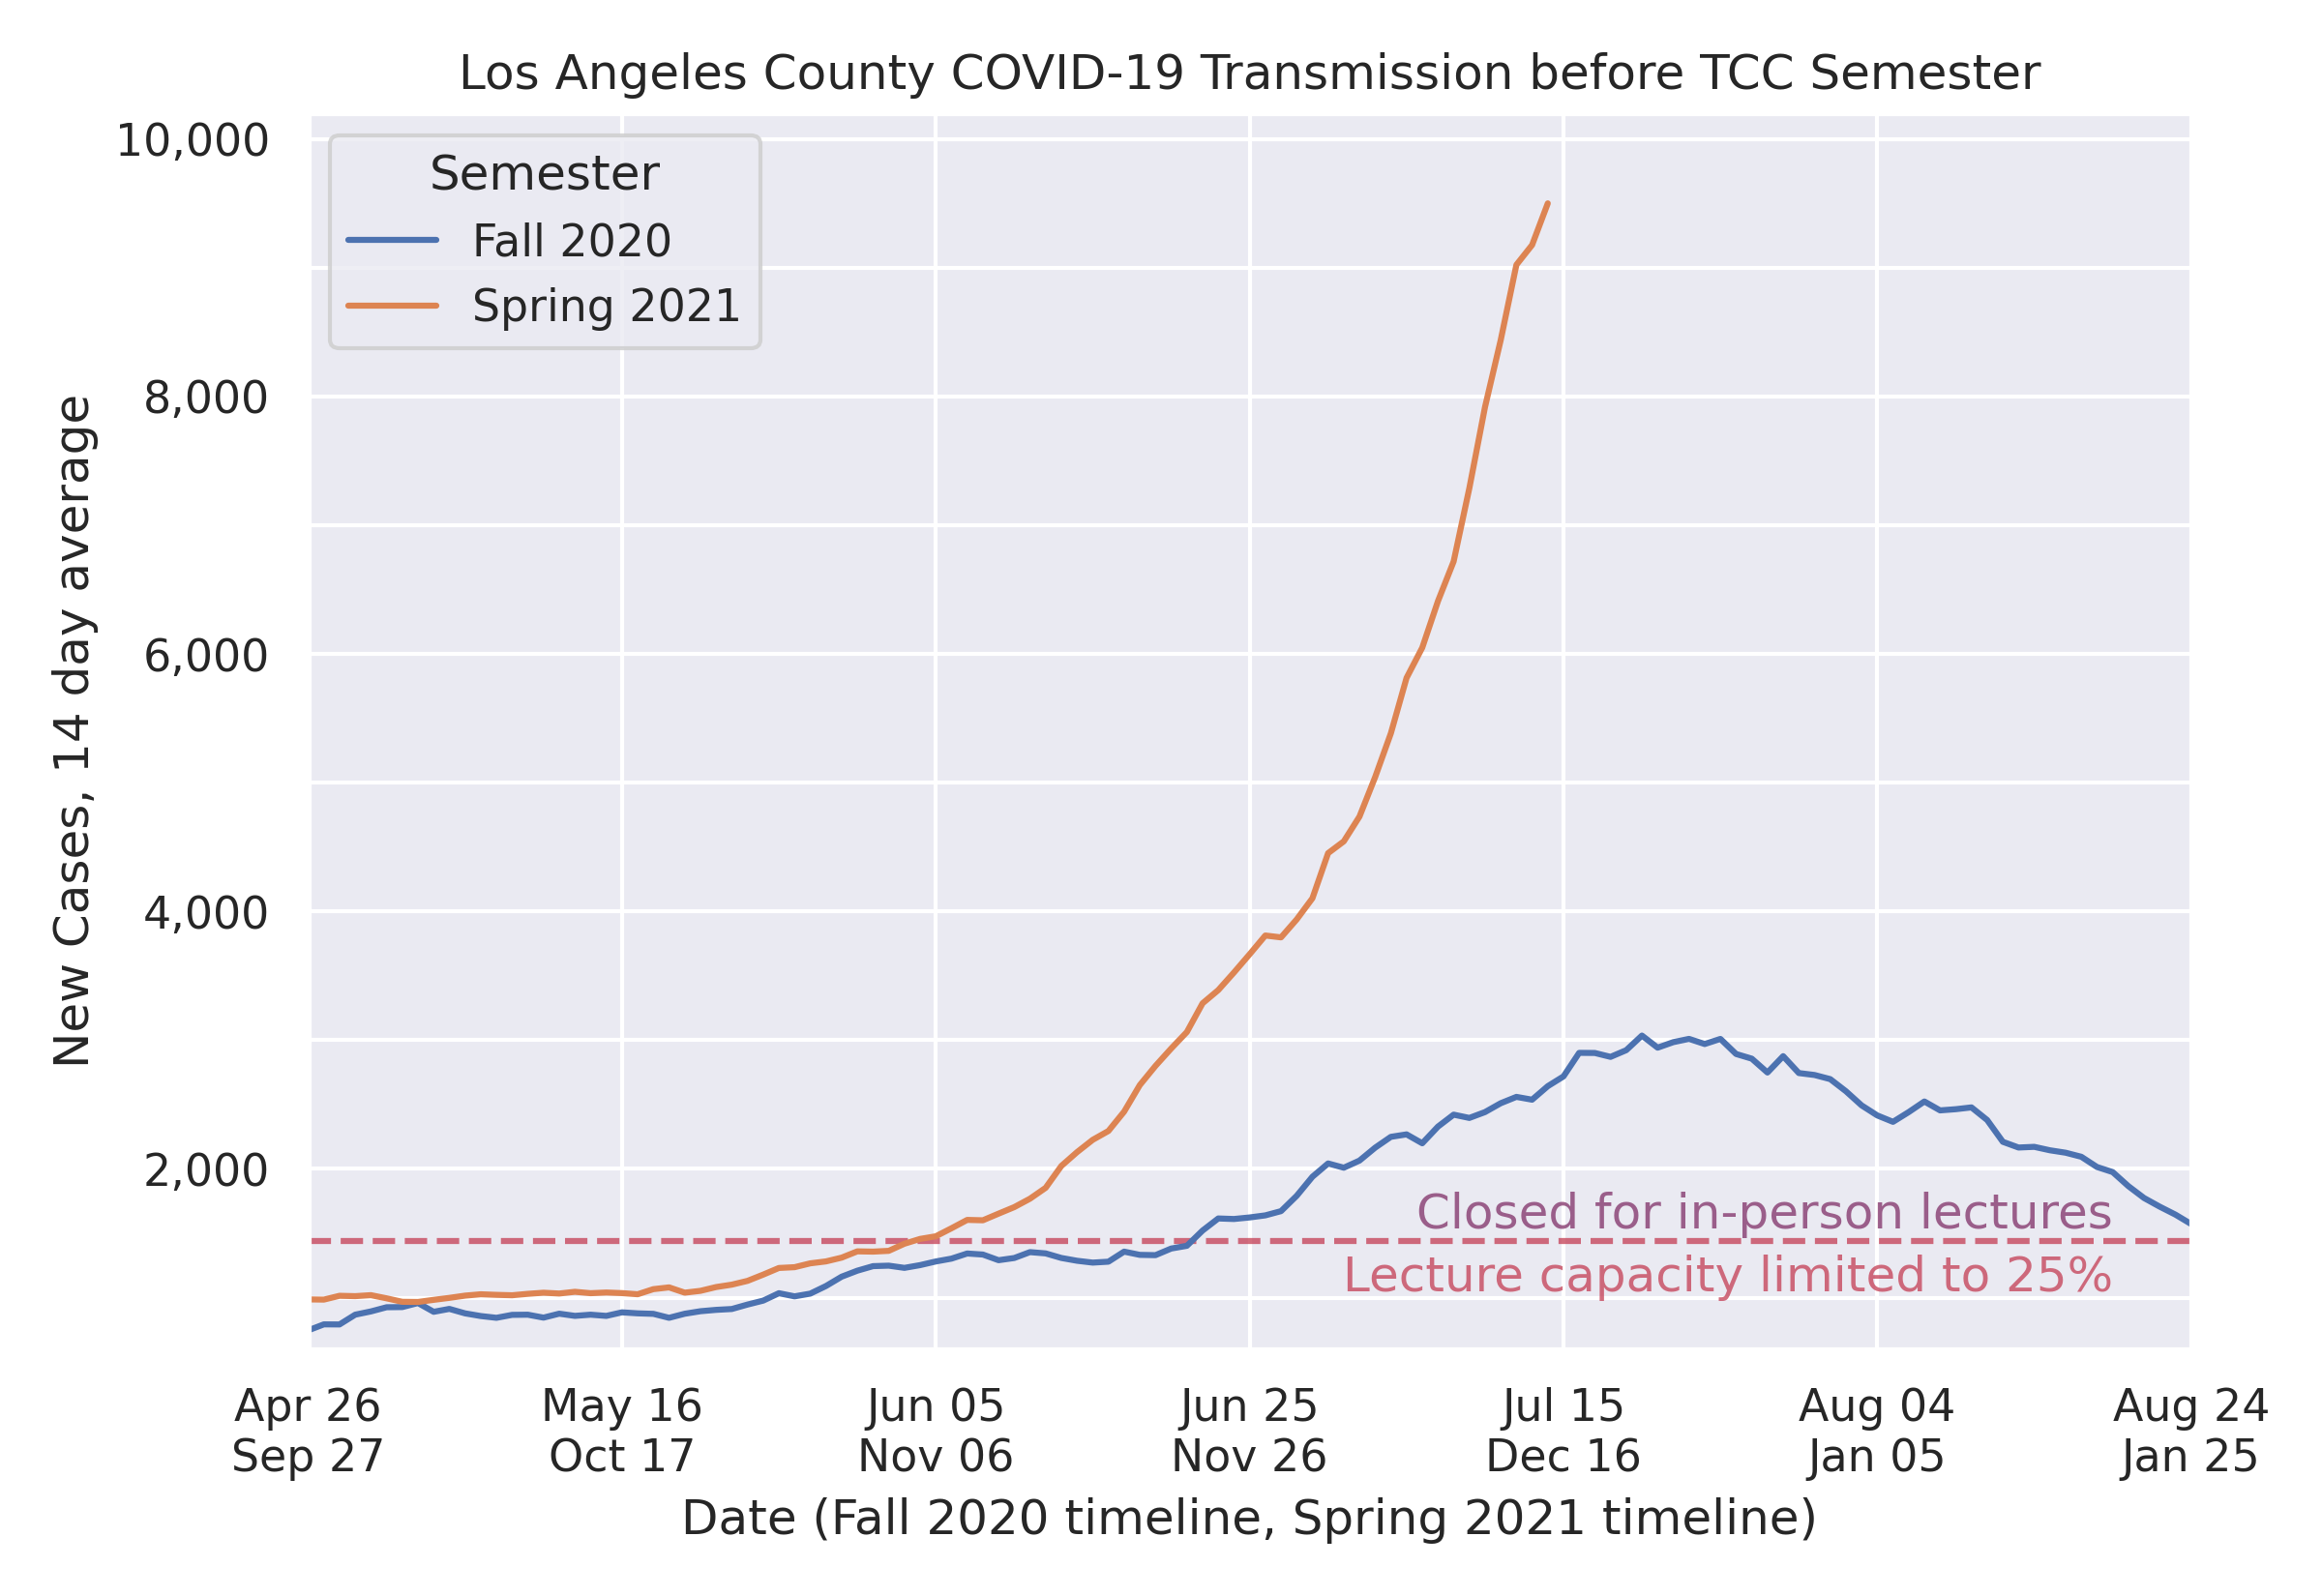 Los Angeles County COVID-19 Transmission before TCC Semester
10,000
8,000
6,000
4,000
2,000
New Cases, 14 day average
Semester
Fall 2020
Spring 2021
Closed for in-person lectures
Lecture capacity limited to 25%
Apr 26 May 16 Jun 05 Jun 25 Jul 15 Aug 04 Aug 24
Sep 27 Oct 17 Nov 06 Nov 26 Dec 16 Jan 05 Jan 25
Date (Fall 2020 timeline, Spring 2021 timeline)